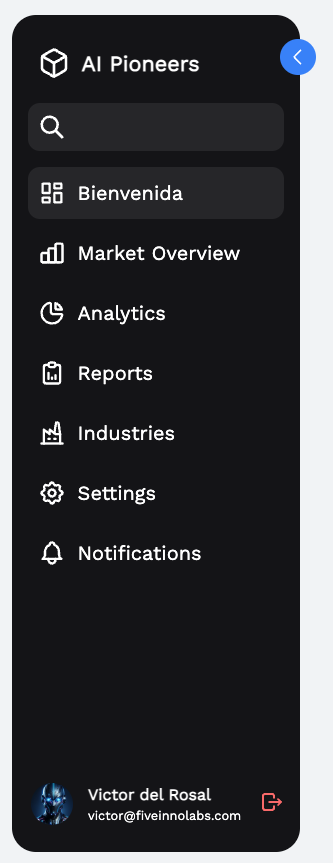 AI Pioneers
Bienvenida
Market Overview
Analytics
Reports
Industries
Settings
Notifications
Victor del Rosal
victor@fiveinnolabs.com